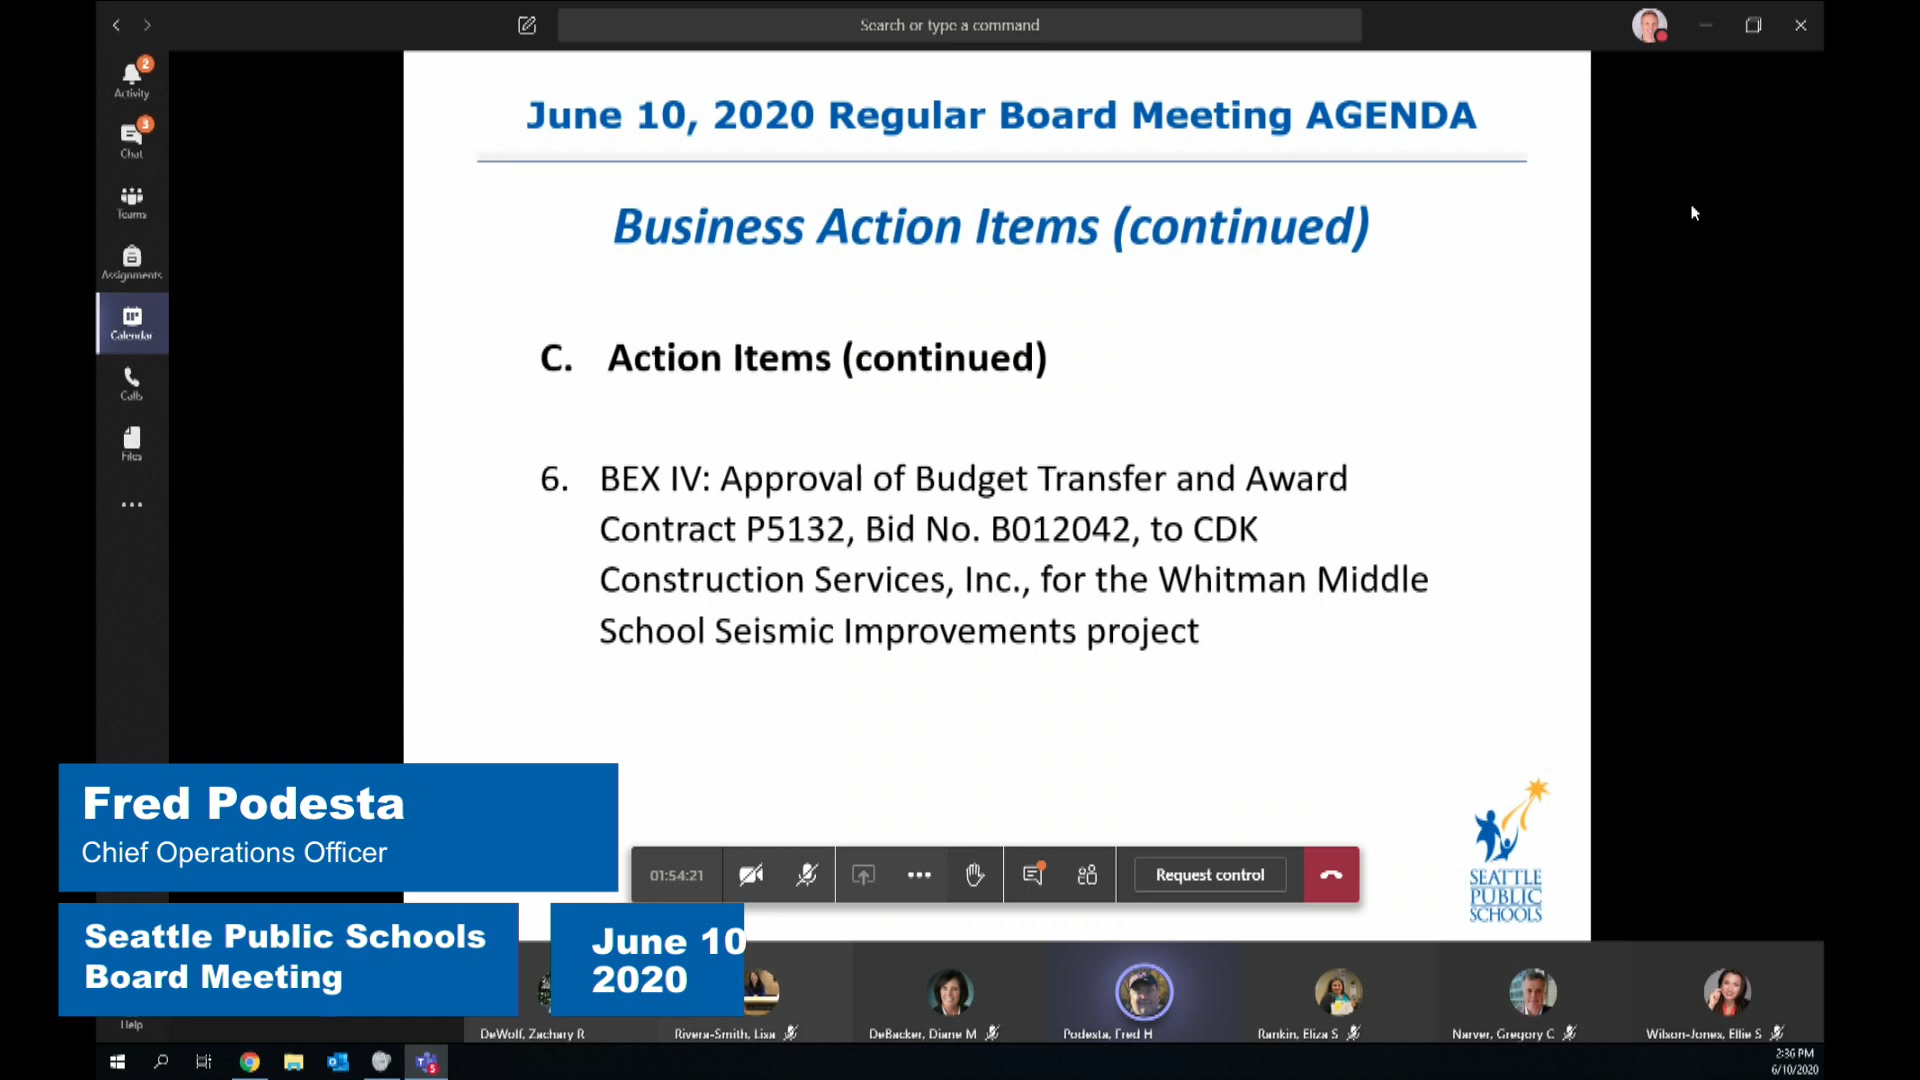 Search or type a command
2
Activity
3
Chat
Teams
Assignments
Calendar
Calls
Files
June 10, 2020 Regular Board Meeting AGENDA
Business Action Items (continued)
C. Action Items (continued)
6. BEX IV: Approval of Budget Transfer and Award
Contract P5132, Bid No. B012042, to CDK
Construction Services, Inc., for the Whitman Middle
School Seismic Improvements project
SEATTLE
PUBLIC
SCHOOLS
Fred Podesta
Chief Operations Officer
01:54:21
Request control
Seattle Public Schools
Board Meeting
June 10
2020
Help
DeWolf, Zachary R
Rivera-Smith, Lisa
DeBacker, Diane M
Podesta, Fred H
Rankin, Eliza S
Narver, Gregory C
Wilson-Jones, Ellie S
5
2:36 PM
6/10/2020